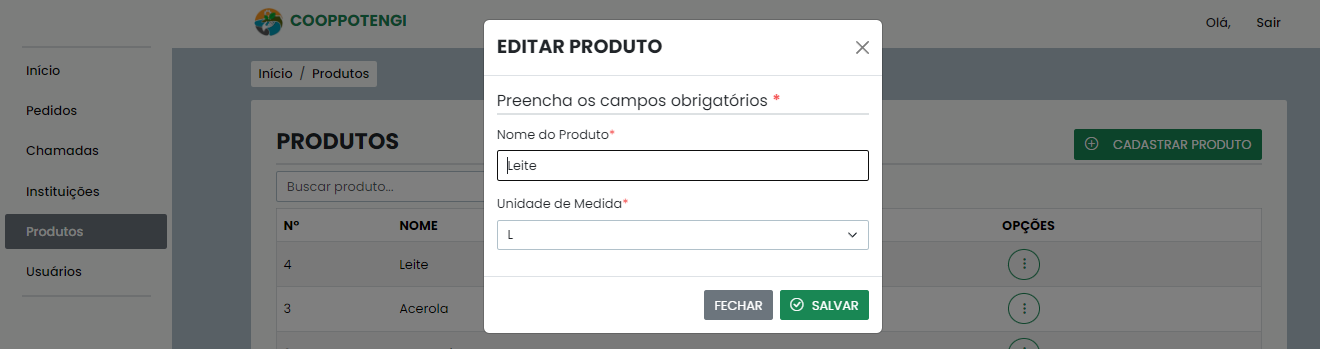 COOPPOTENGI
Olá, Sair
Início
Pedidos
Chamadas
Instituições
Produtos
Usuários
Início / Produtos
PRODUTOS
CADASTRAR PRODUTO
Buscar produto...
Nº NOME OPÇÕES
4 Leite
3 Acerola
EDITAR PRODUTO
Preencha os campos obrigatórios *
Nome do Produto*
Leite
Unidade de Medida*
L
FECHAR SALVAR